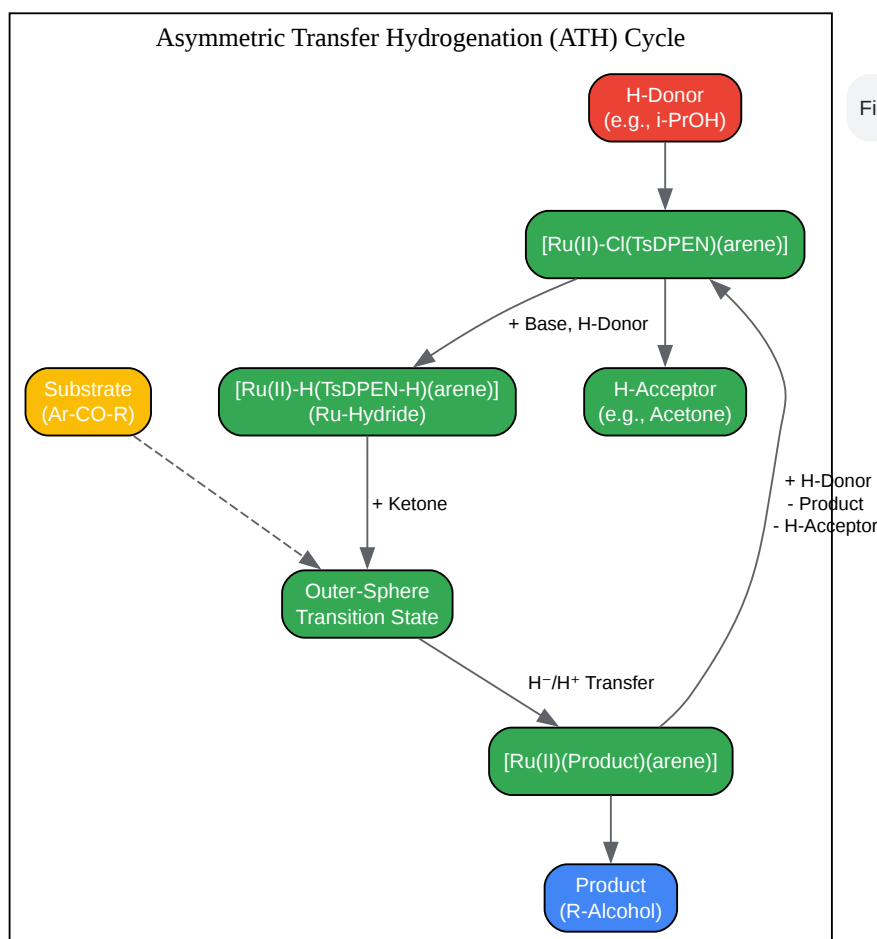 Asymmetric Transfer Hydrogenation (ATH) Cycle
H-Donor
(e.g., i-PrOH)
Fi
[Ru(II)-Cl(TsDPEN)(arene)]
+ Base, H-Donor
Substrate
(Ar-CO-R)
[Ru(II)-H(TsDPEN-H)(arene)]
(Ru-Hydride)
H-Acceptor
(e.g., Acetone)
+ H-Donor
- Product
- H-Acceptor
+ Ketone
Outer-Sphere
Transition State
H⁻/H⁺ Transfer
[Ru(II)(Product)(arene)]
Product
(R-Alcohol)